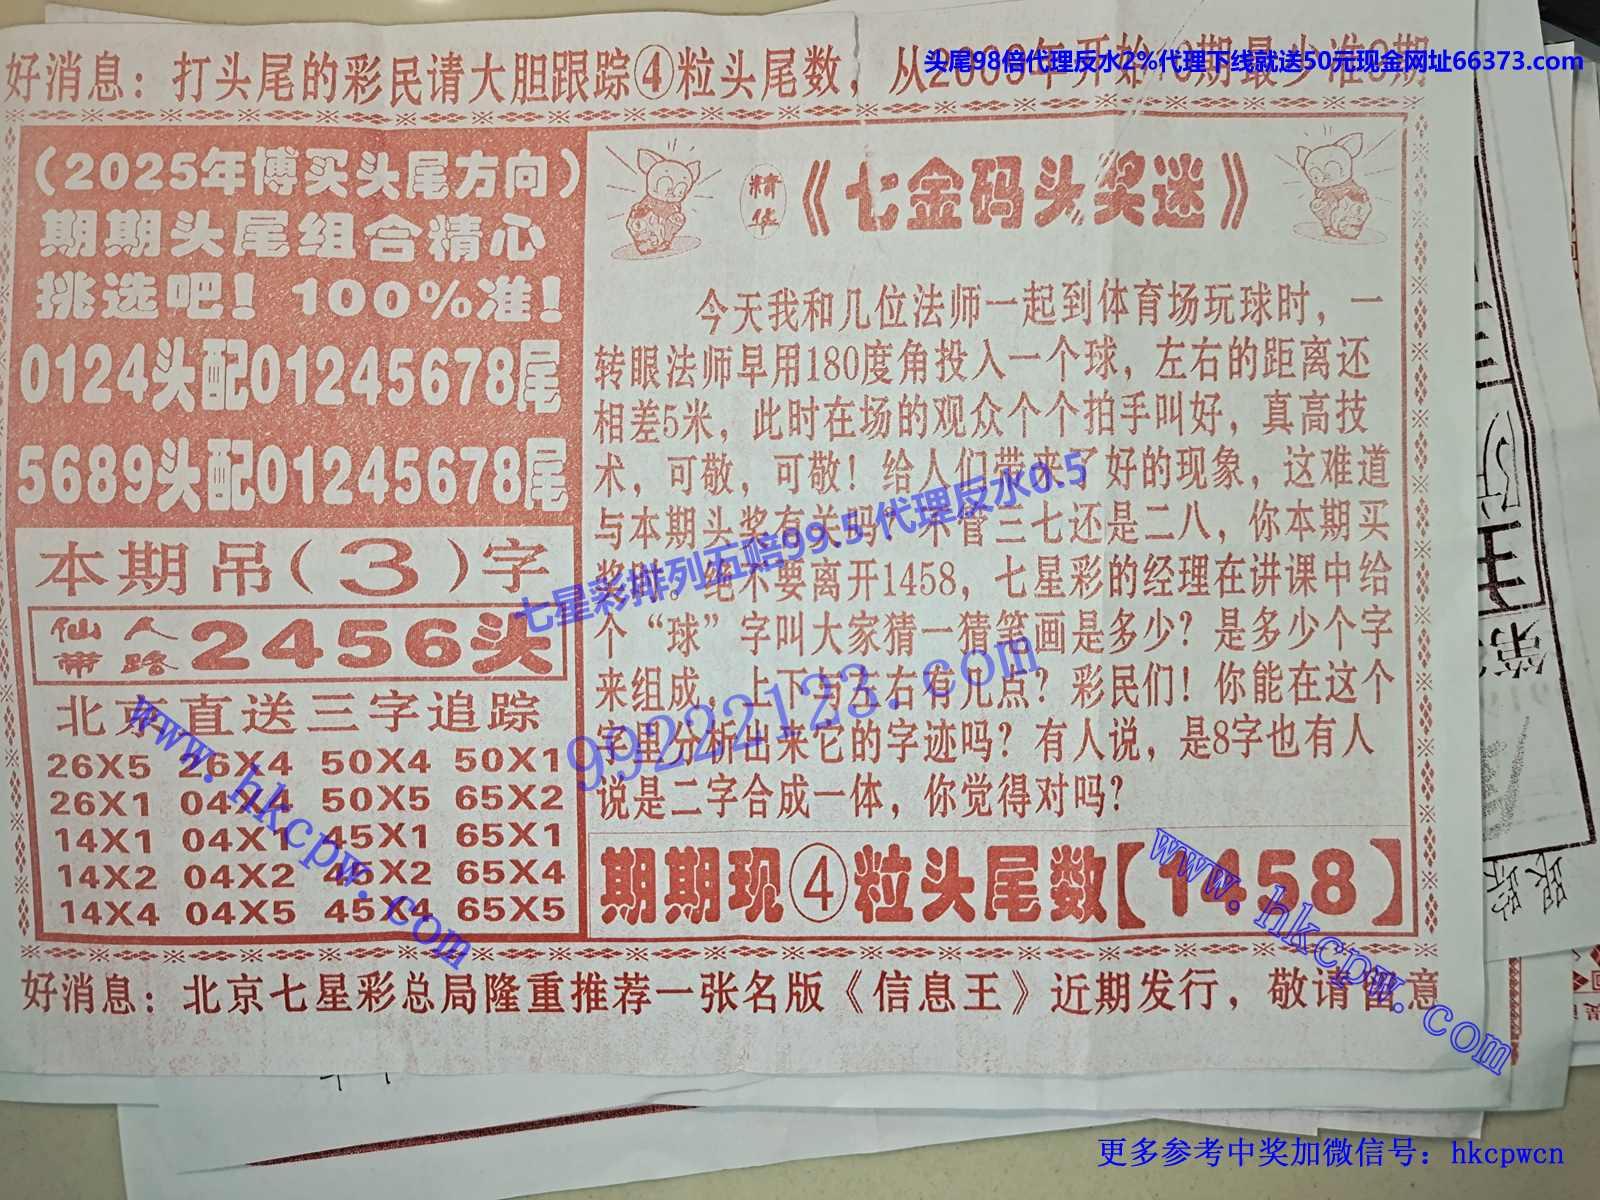 头尾98倍代理反水2%代理下线就送50元现金网址66373.com
好消息：打头尾的彩民请大胆跟踪④粒头尾数，从2000年开始10期最少准8期
（2025年博买头尾方向）
期期头尾组合精心
挑选吧！100%准！
0124头配01245678尾
5689头配01245678尾
本期吊（3）字
仙人带路 2456头
北京直送三字追踪
26X5 26X4 50X4 50X1
26X1 04X4 50X5 65X2
14X1 04X1 45X1 65X1
14X2 04X2 45X2 65X4
14X4 04X5 45X4 65X5
精华《七金码头奖迷》
今天我和几位法师一起到体育场玩球时，一
转眼法师早用180度角投入一个球，左右的距离还
相差5米，此时在场的观众个个拍手叫好，真高技
术，可敬，可敬！给人们带来了好的现象，这难道
与本期头奖有关吗？不管三七还是二八，你本期买
奖时。绝不要离开1458，七星彩的经理在讲课中给
个“球”字叫大家猜一猜笔画是多少？是多少个字
来组成，上下与左右有几点？彩民们！你能在这个
字里分析出来它的字迹吗？有人说，是8字也有人
说是二字合成一体，你觉得对吗？
期期现④粒头尾数【1458】
好消息：北京七星彩总局隆重推荐一张名版《信息王》近期发行，敬请留意
七星彩排列五赔99.5代理反水0.5
99222123.com
www.hkcpw.com
www.hkcpw.com
更多参考中奖加微信号：hkcpwcn